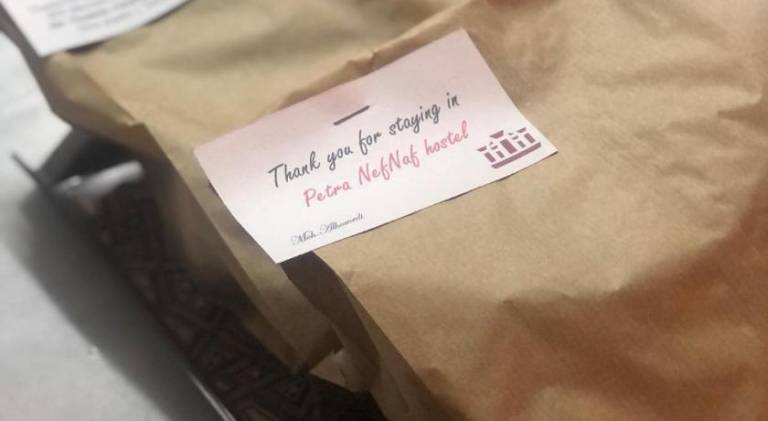 Thank you for staying in
Petra NefNaf hostel